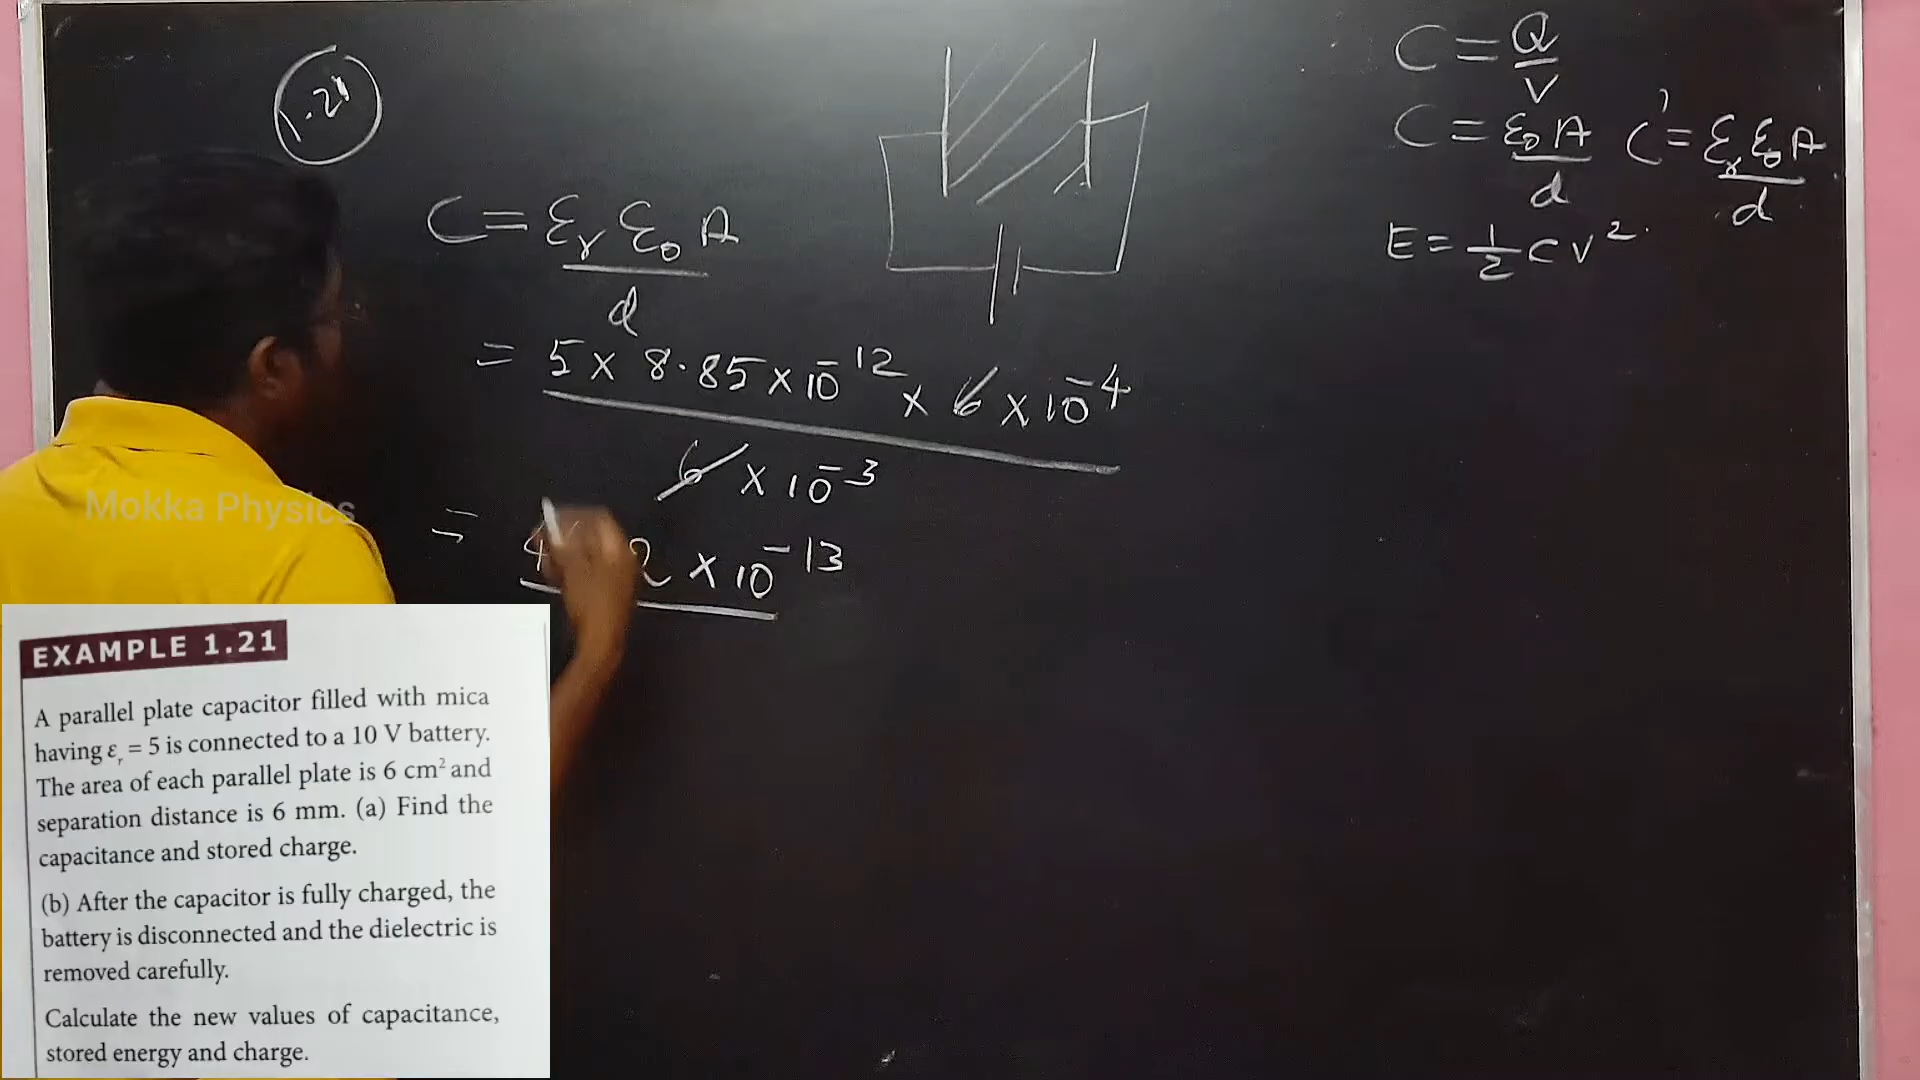 1.21
C = εᵣ ε₀ A
d
= 5 × 8.85 × 10⁻¹² × 6 × 10⁻⁴
6 × 10⁻³
= 4 2 × 10⁻¹³
C = Q
V
C = ε₀ A
d
C' = εᵣ ε₀ A
d
E = 1/2 C V²
Mokka Physics
EXAMPLE 1.21
A parallel plate capacitor filled with mica
having εᵣ = 5 is connected to a 10 V battery.
The area of each parallel plate is 6 cm² and
separation distance is 6 mm. (a) Find the
capacitance and stored charge.
(b) After the capacitor is fully charged, the
battery is disconnected and the dielectric is
removed carefully.
Calculate the new values of capacitance,
stored energy and charge.